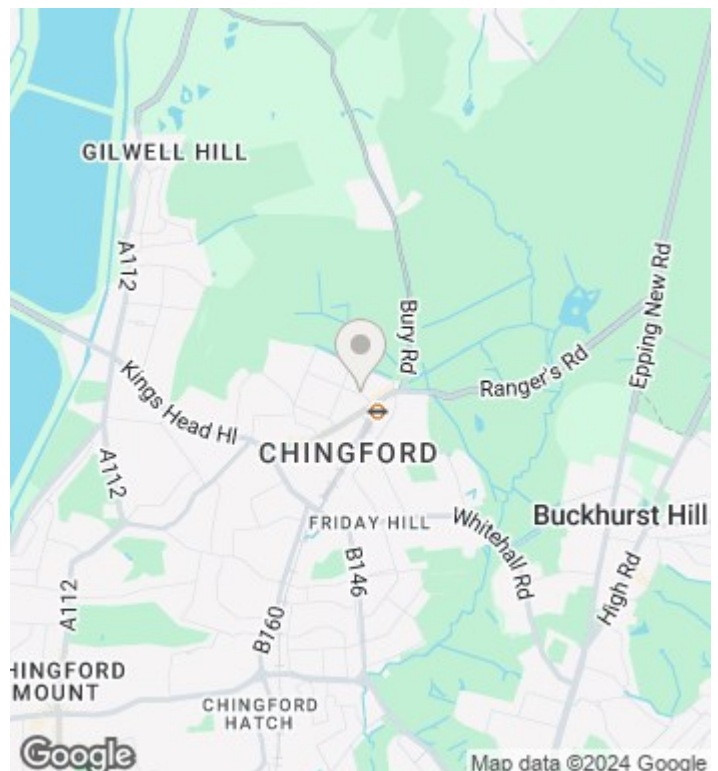 GILWELL HILL
A112
Bury Rd
Epping New Rd
Ranger's Rd
Kings Head Hl
CHINGFORD
A112
FRIDAY HILL
Whitehall Rd
Buckhurst Hill
B146
High Rd
A112
B160
HINGFORD
MOUNT
CHINGFORD
HATCH
Google
Map data ©2024 Google